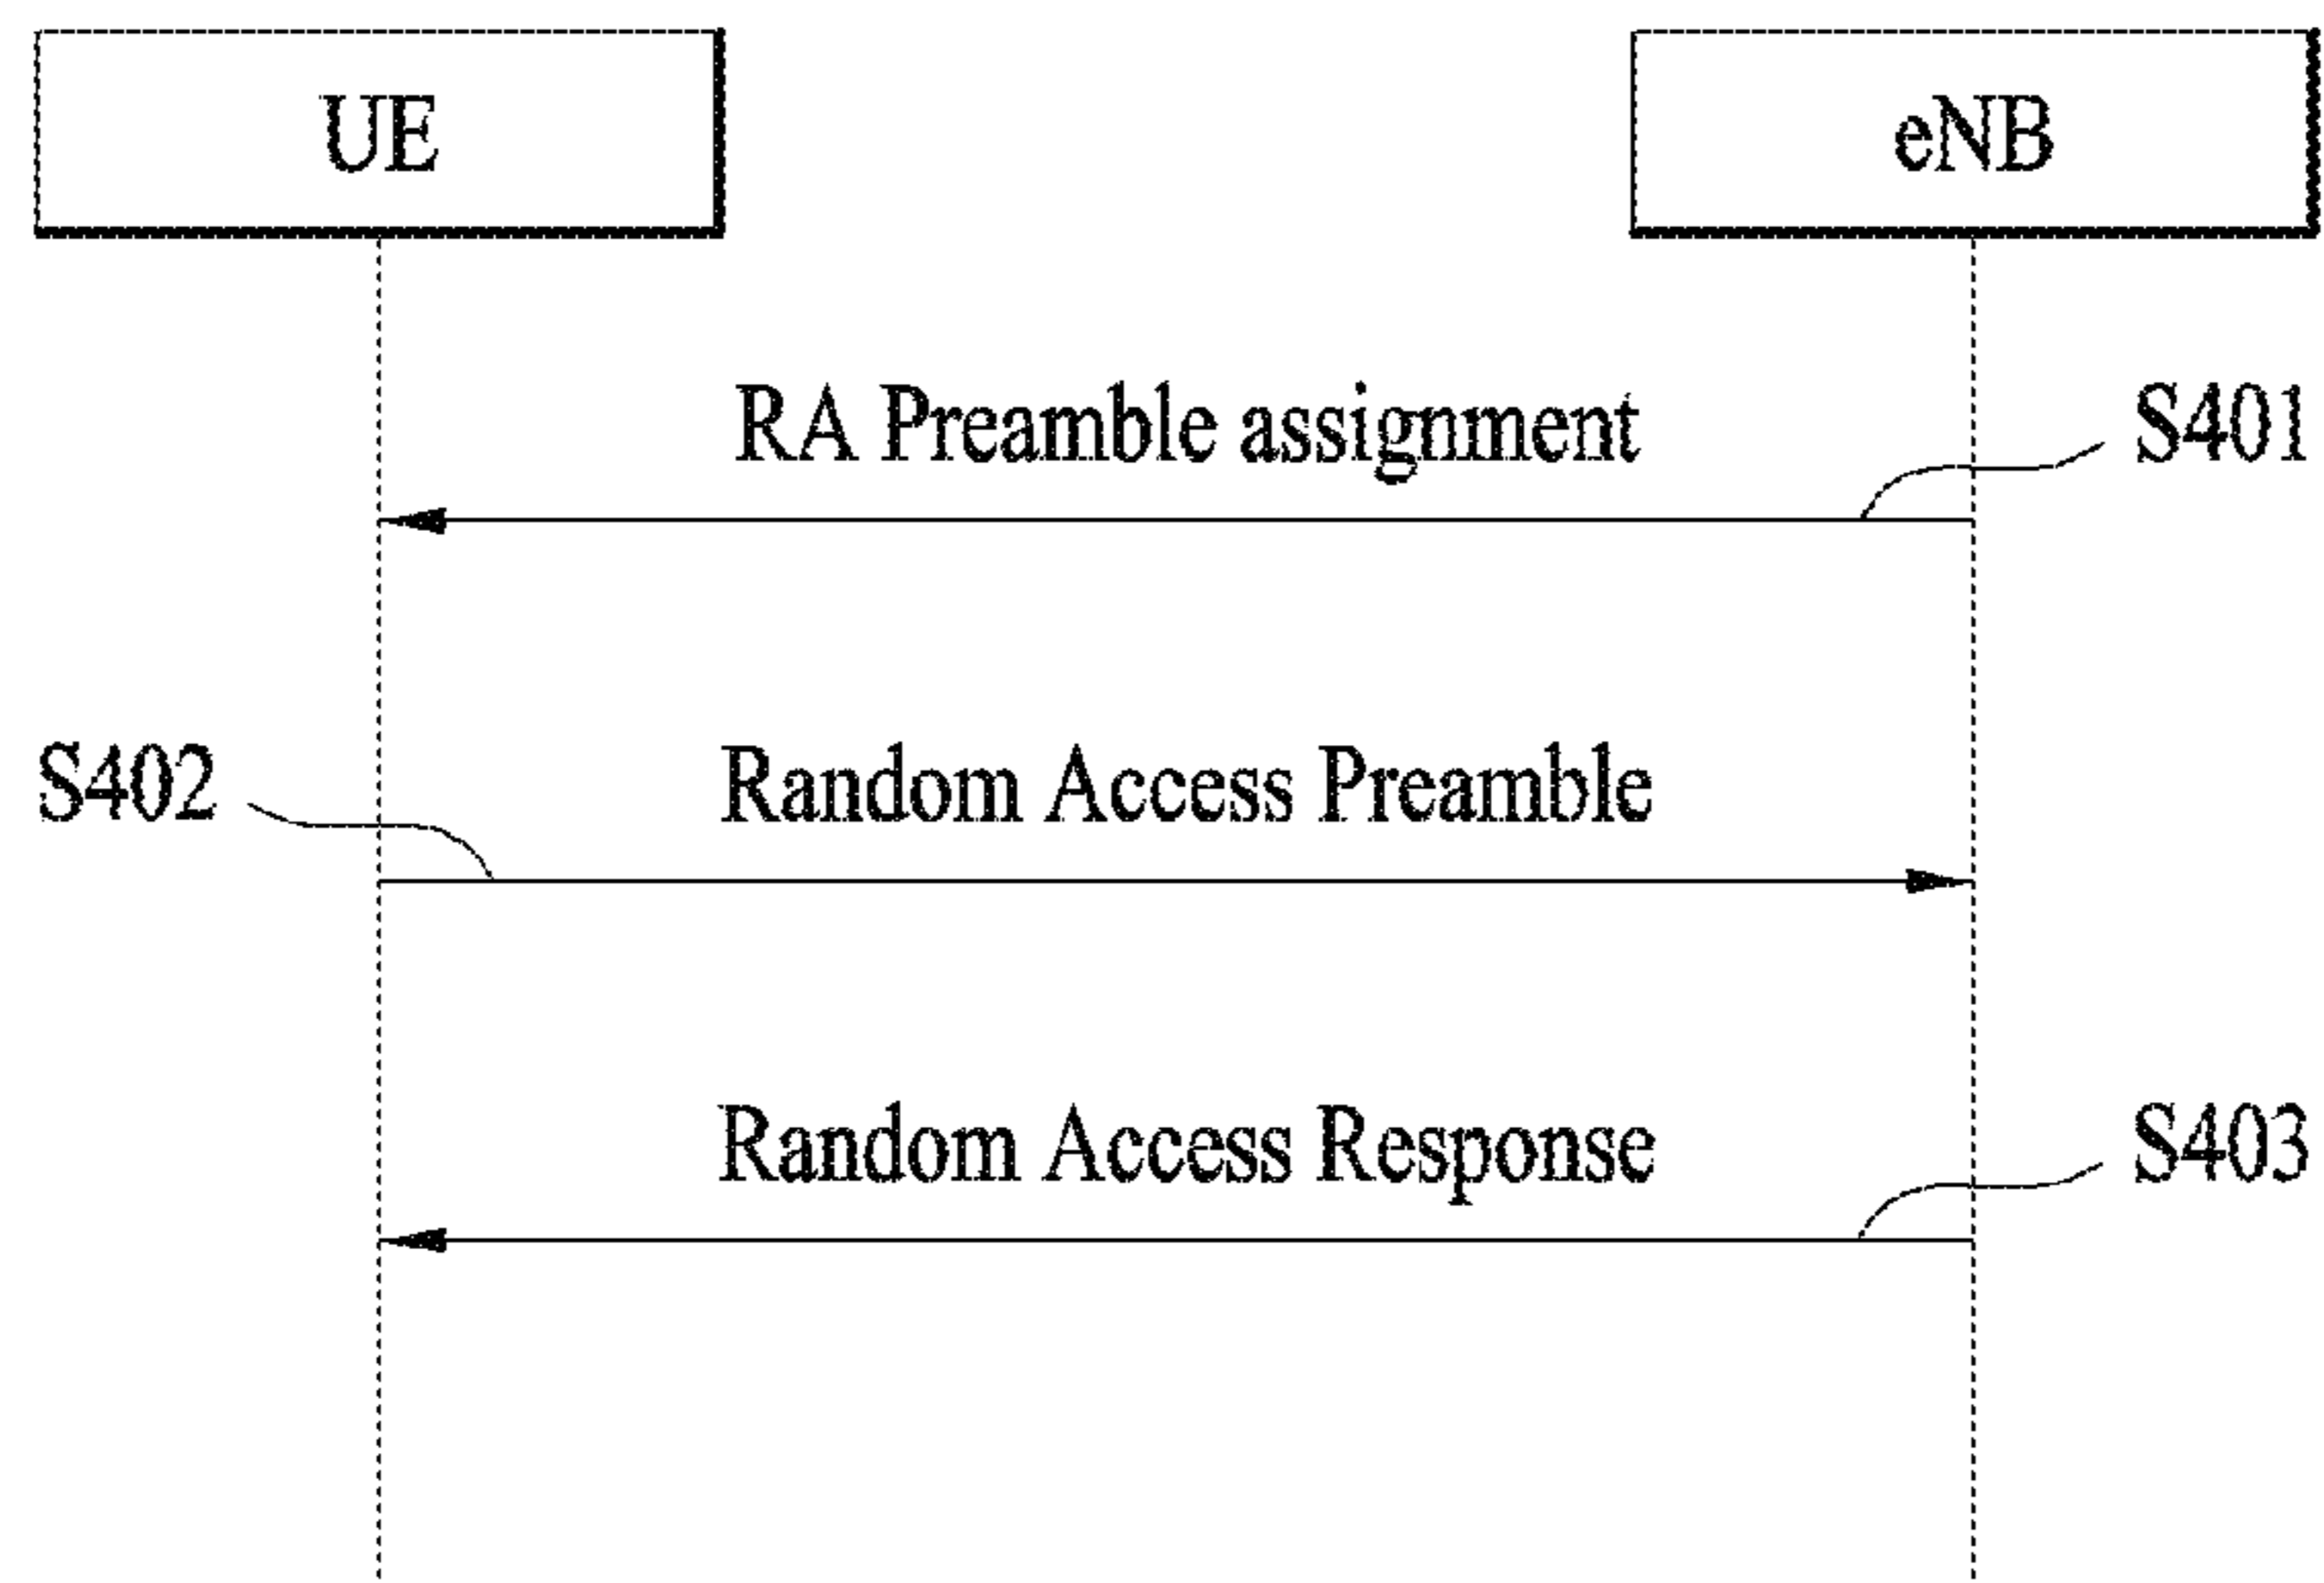 UE
eNB
RA Preamble assignment
S401
S402
Random Access Preamble
Random Access Response
S403